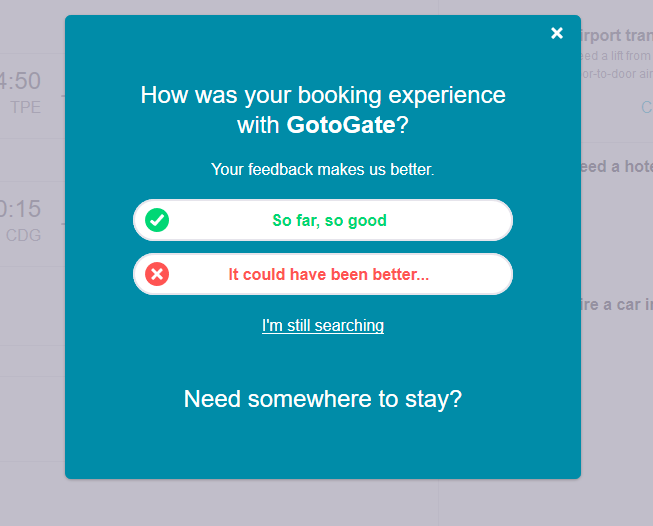 How was your booking experience
with GotoGate?
Your feedback makes us better.
So far, so good
It could have been better...
I'm still searching
Need somewhere to stay?
4:50
TPE
0:15
CDG
irport tran
eed a lift from
or-to-door air
C
eed a hote
ire a car in